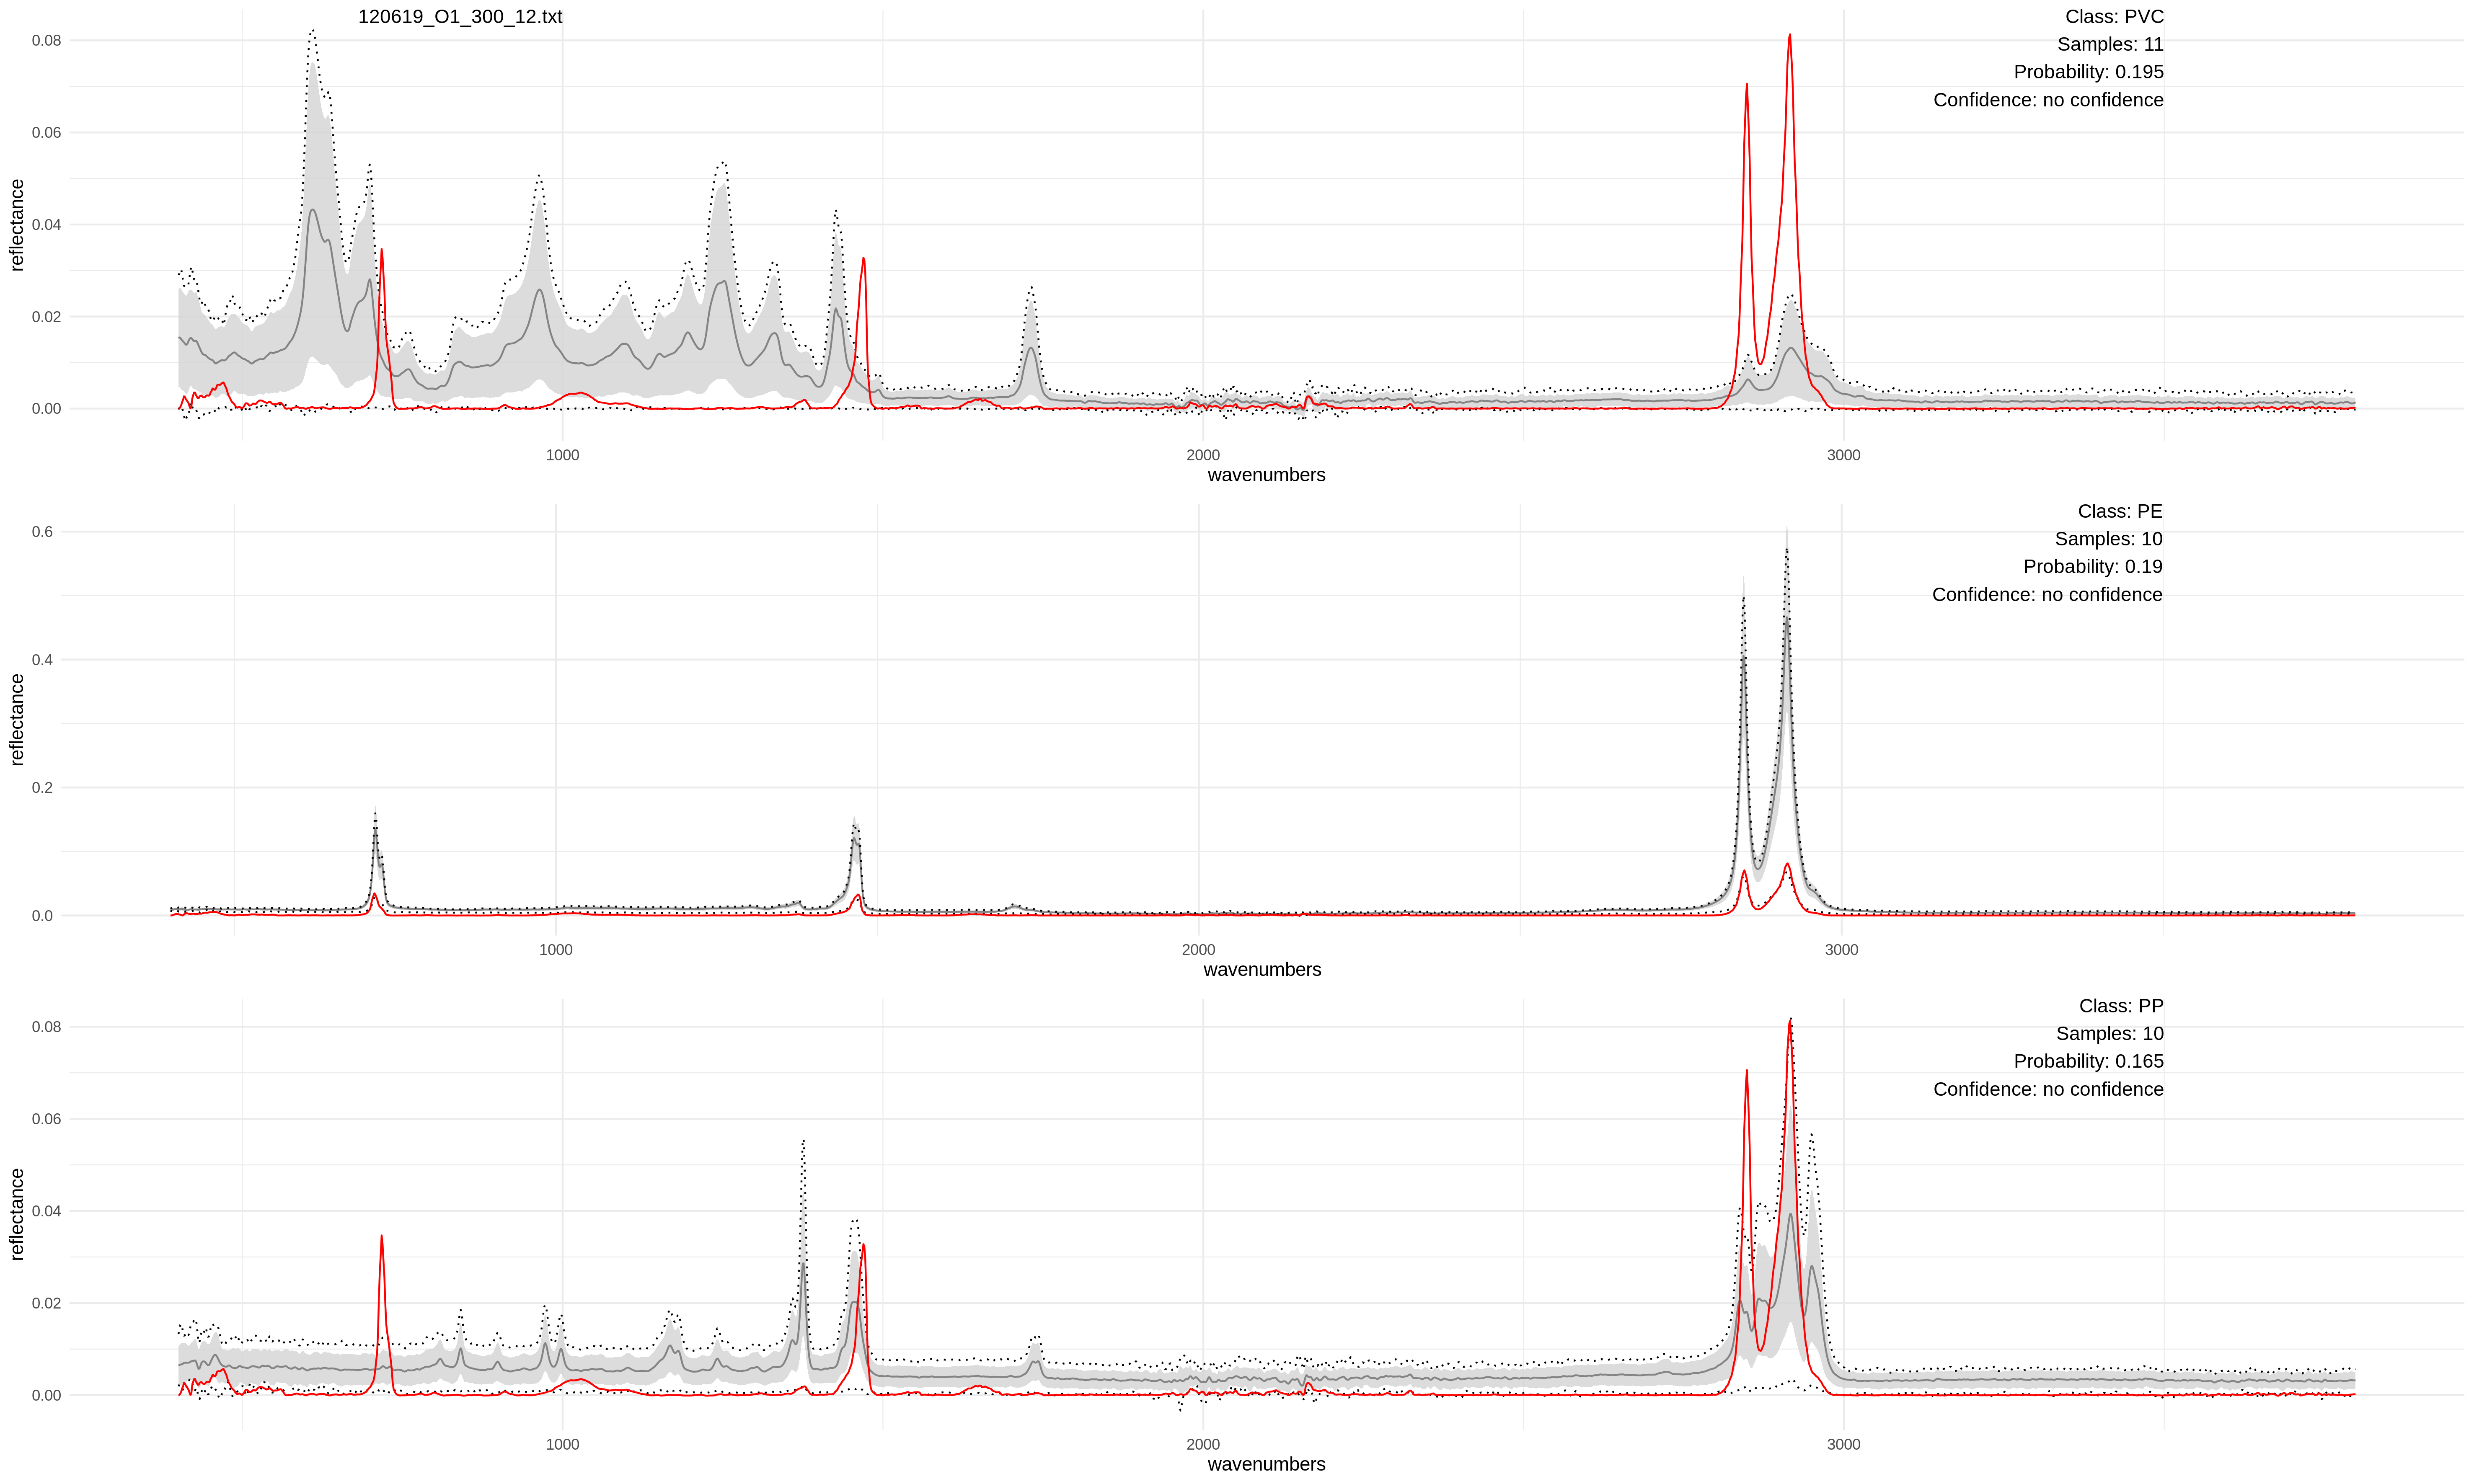 120619_O1_300_12.txt
Class: PVC
Samples: 11
Probability: 0.195
Confidence: no confidence
reflectance
0.08
0.06
0.04
0.02
0.00
1000 2000 3000
wavenumbers
Class: PE
Samples: 10
Probability: 0.19
Confidence: no confidence
reflectance
0.6
0.4
0.2
0.0
1000 2000 3000
wavenumbers
Class: PP
Samples: 10
Probability: 0.165
Confidence: no confidence
reflectance
0.08
0.06
0.04
0.02
0.00
1000 2000 3000
wavenumbers